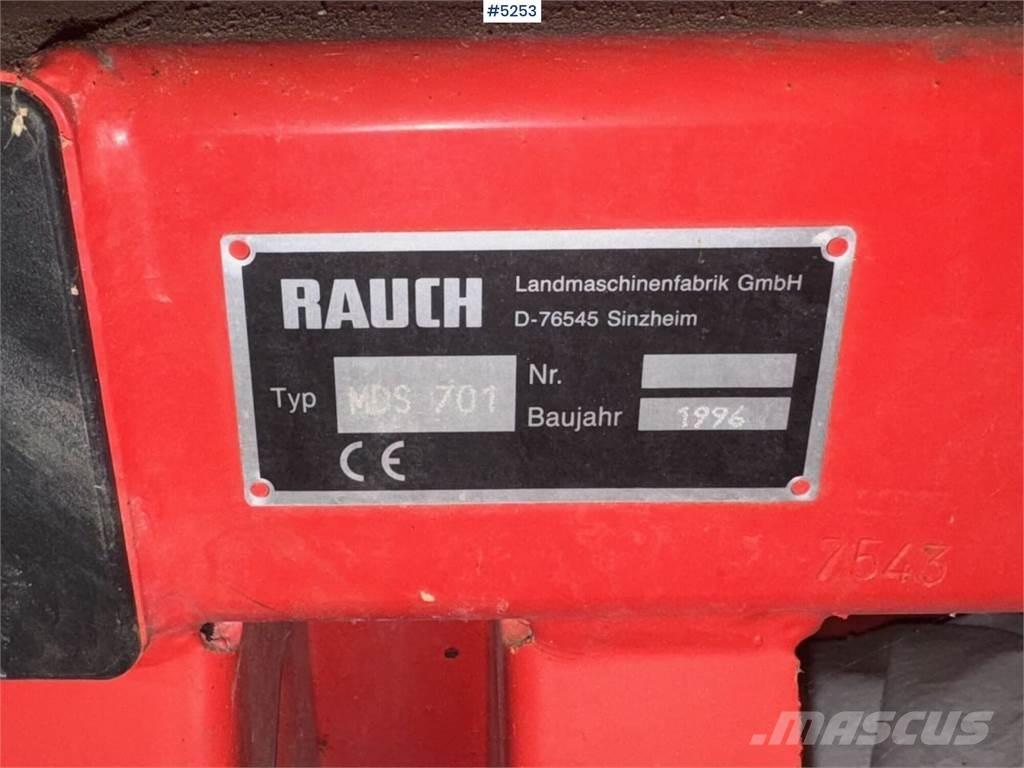 #5253
RAUCH
Landmaschinenfabrik GmbH
D-76545 Sinzheim
Typ MDS 701
Nr.
Baujahr 1996
CE
7543
MASCUS